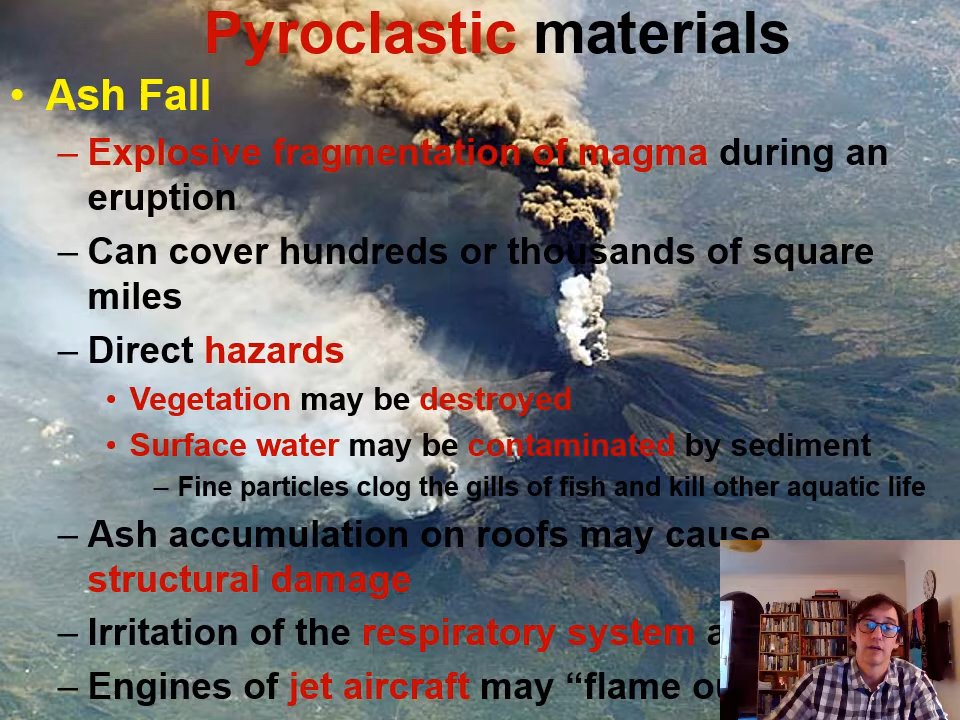 Pyroclastic materials
• Ash Fall
– Explosive fragmentation of magma during an
eruption
– Can cover hundreds or thousands of square
miles
– Direct hazards
• Vegetation may be destroyed
• Surface water may be contaminated by sediment
– Fine particles clog the gills of fish and kill other aquatic life
– Ash accumulation on roofs may cause
structural damage
– Irritation of the respiratory system
– Engines of jet aircraft may “flame